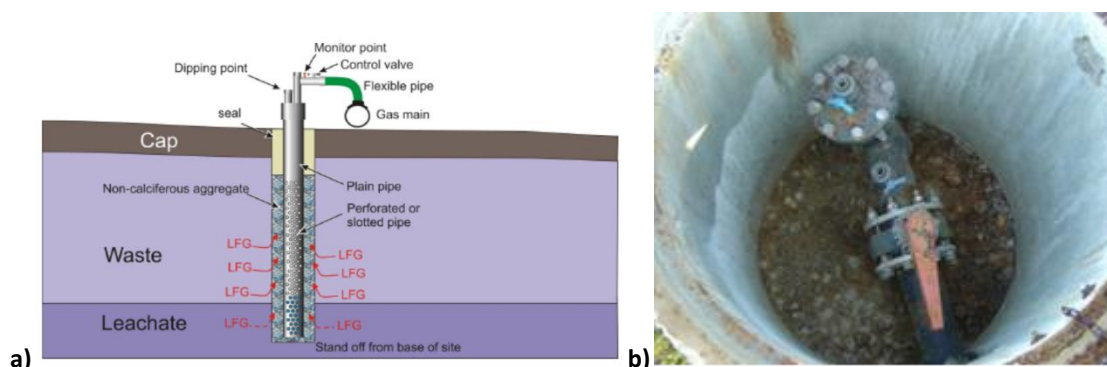 Monitor point
Control valve
Dipping point
Flexible pipe
seal
Gas main
Cap
Non-calciferous aggregate
Plain pipe
Perforated or
slotted pipe
LFG
LFG
Waste
LFG
LFG
LFG
LFG
Leachate
LFG
LFG
Stand off from base of site
a)
b)